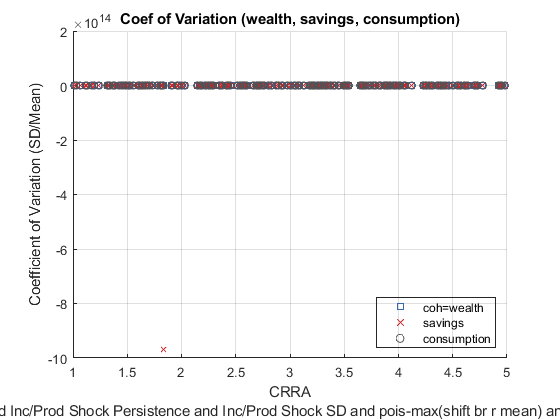 ×10^14
Coef of Variation (wealth, savings, consumption)
2
0
-2
-4
-6
-8
-10
Coefficient of Variation (SD/Mean)
1 1.5 2 2.5 3 3.5 4 4.5 5
CRRA
coh=wealth
savings
consumption
d Inc/Prod Shock Persistence and Inc/Prod Shock SD and pois-max(shift br r mean) an